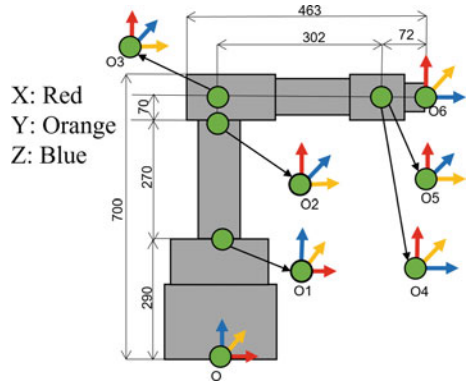 463
302
72
O3
X: Red
Y: Orange
Z: Blue
O6
70
O2
O5
270
700
O1
O4
290
O